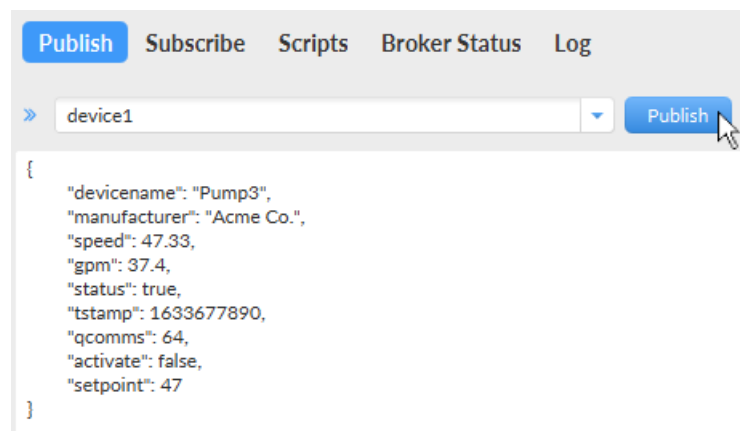 Publish Subscribe Scripts Broker Status Log
device1 Publish
{
"devicename": "Pump3",
"manufacturer": "Acme Co.",
"speed": 47.33,
"gpm": 37.4,
"status": true,
"tstamp": 1633677890,
"qcomms": 64,
"activate": false,
"setpoint": 47
}